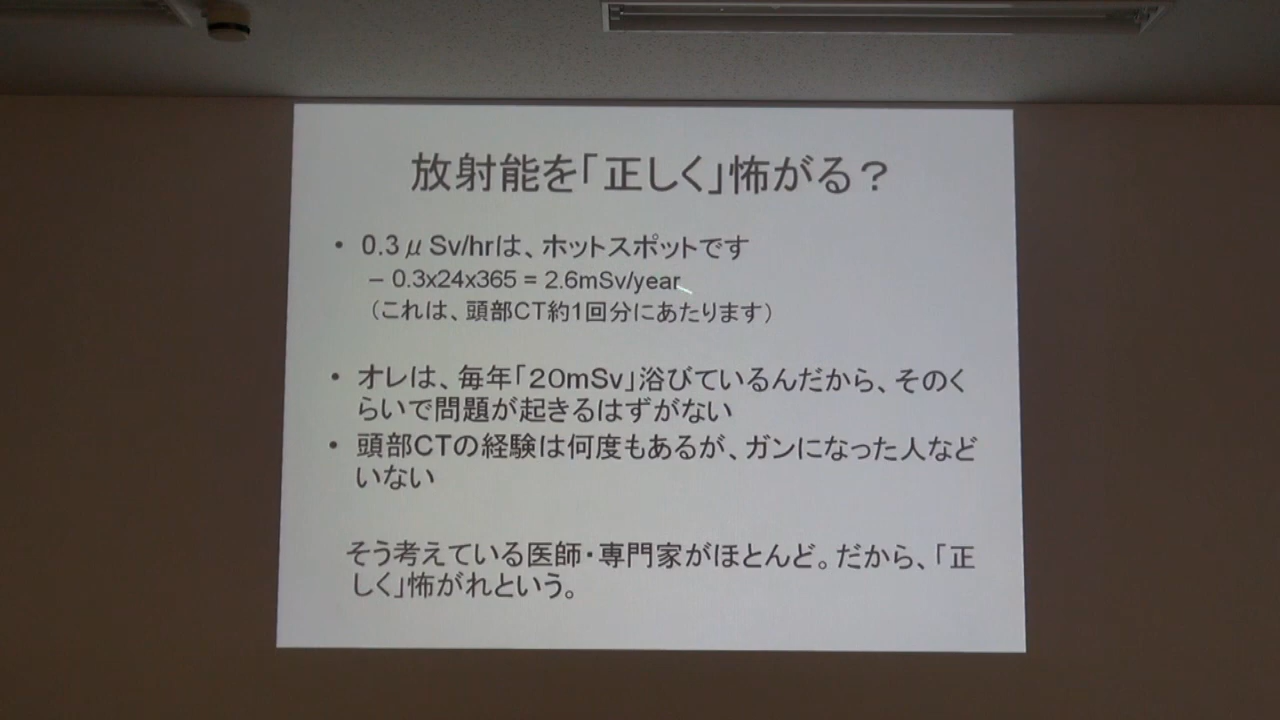 放射能を「正しく」怖がる？
• 0.3μSv/hrは、ホットスポットです
– 0.3x24x365 = 2.6mSv/year
（これは、頭部CT約1回分にあたります）
• オレは、毎年「２０mSv」浴びているんだから、そのく
らいで問題が起きるはずがない
• 頭部CTの経験は何度もあるが、ガンになった人など
いない
そう考えている医師・専門家がほとんど。だから、「正
しく」怖がれという。